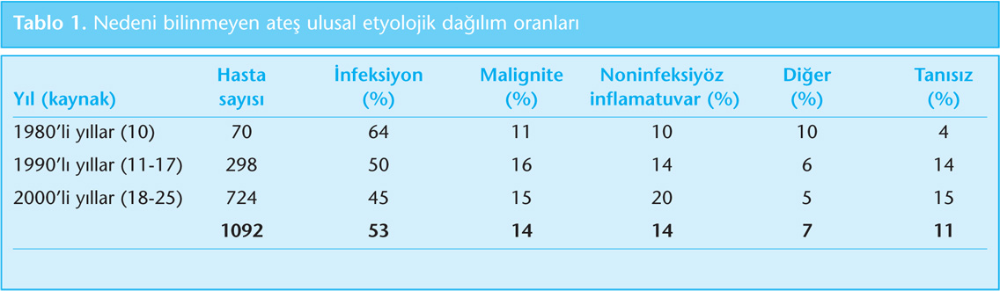 Tablo 1. Nedeni bilinmeyen ateş ulusal etyolojik dağılım oranları
Hasta İnfeksiyon Malignite Noninfeksiyöz Diğer Tanısız
Yıl (kaynak) sayısı (%) (%) inflamatuvar (%) (%) (%)
1980’li yıllar (10) 70 64 11 10 10 4
1990’lı yıllar (11-17) 298 50 16 14 6 14
2000’li yıllar (18-25) 724 45 15 20 5 15
1092 53 14 14 7 11